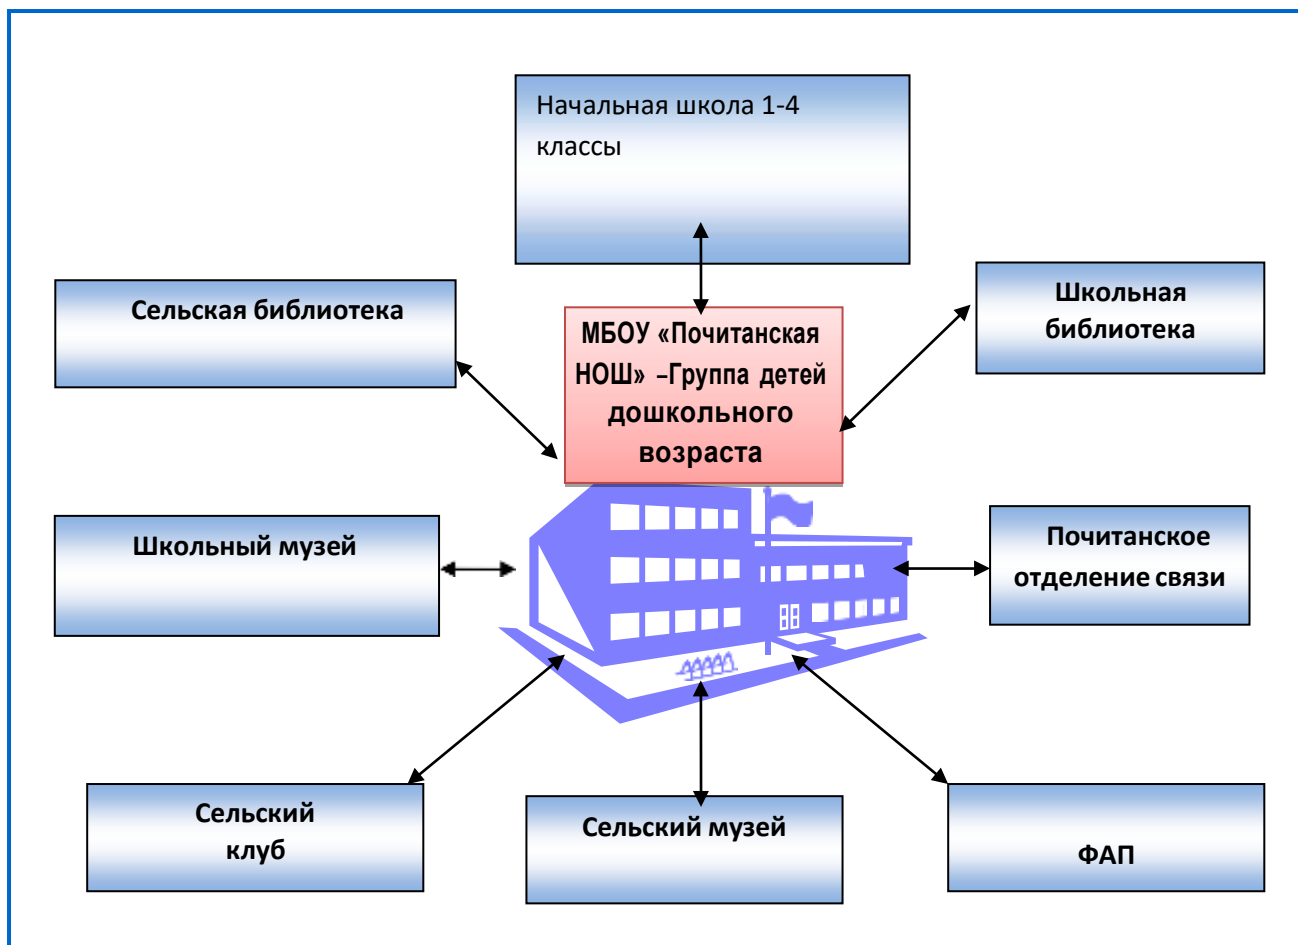 Начальная школа 1-4
классы
Сельская библиотека
Школьная
библиотека
МБОУ «Почитанская
НОШ» –Группа детей
дошкольного
возраста
Школьный музей
Почитанское
отделение связи
Сельский
клуб
Сельский музей
ФАП